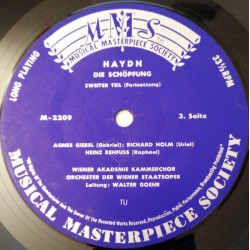 MMS
MUSICAL MASTERPIECE SOCIETY
LONG PLAYING
33⅓ RPM
HAYDN
DIE SCHÖPFUNG
ZWEITER TEIL (Fortsetzung)
M-2209
3. Seite
AGNES GIEBEL (Gabriel); RICHARD HOLM (Uriel)
HEINZ REHFUSS (Raphael)
WIENER AKADEMIE KAMMERCHOR
ORCHESTER DER WIENER STAATSOPER
Leitung: WALTER GOEHR
TU
MUSICAL MASTERPIECE SOCIETY